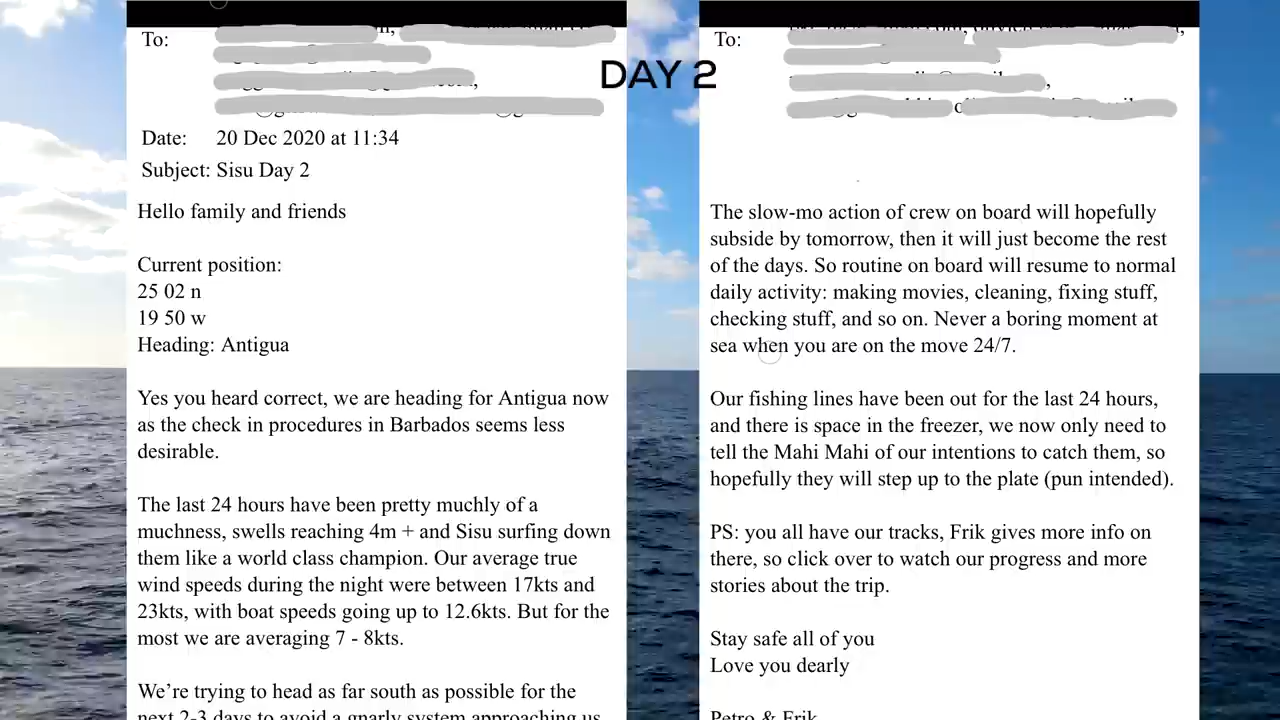 DAY 2
To:
Date: 20 Dec 2020 at 11:34
Subject: Sisu Day 2
Hello family and friends
Current position:
25 02 n
19 50 w
Heading: Antigua
Yes you heard correct, we are heading for Antigua now
as the check in procedures in Barbados seems less
desirable.
The last 24 hours have been pretty muchly of a
muchness, swells reaching 4m + and Sisu surfing down
them like a world class champion. Our average true
wind speeds during the night were between 17kts and
23kts, with boat speeds going up to 12.6kts. But for the
most we are averaging 7 - 8kts.
We’re trying to head as far south as possible for the
next 2-3 days to avoid a gnarly system approaching us
To:
The slow-mo action of crew on board will hopefully
subside by tomorrow, then it will just become the rest
of the days. So routine on board will resume to normal
daily activity: making movies, cleaning, fixing stuff,
checking stuff, and so on. Never a boring moment at
sea when you are on the move 24/7.
Our fishing lines have been out for the last 24 hours,
and there is space in the freezer, we now only need to
tell the Mahi Mahi of our intentions to catch them, so
hopefully they will step up to the plate (pun intended).
PS: you all have our tracks, Frik gives more info on
there, so click over to watch our progress and more
stories about the trip.
Stay safe all of you
Love you dearly
Petro & Frik